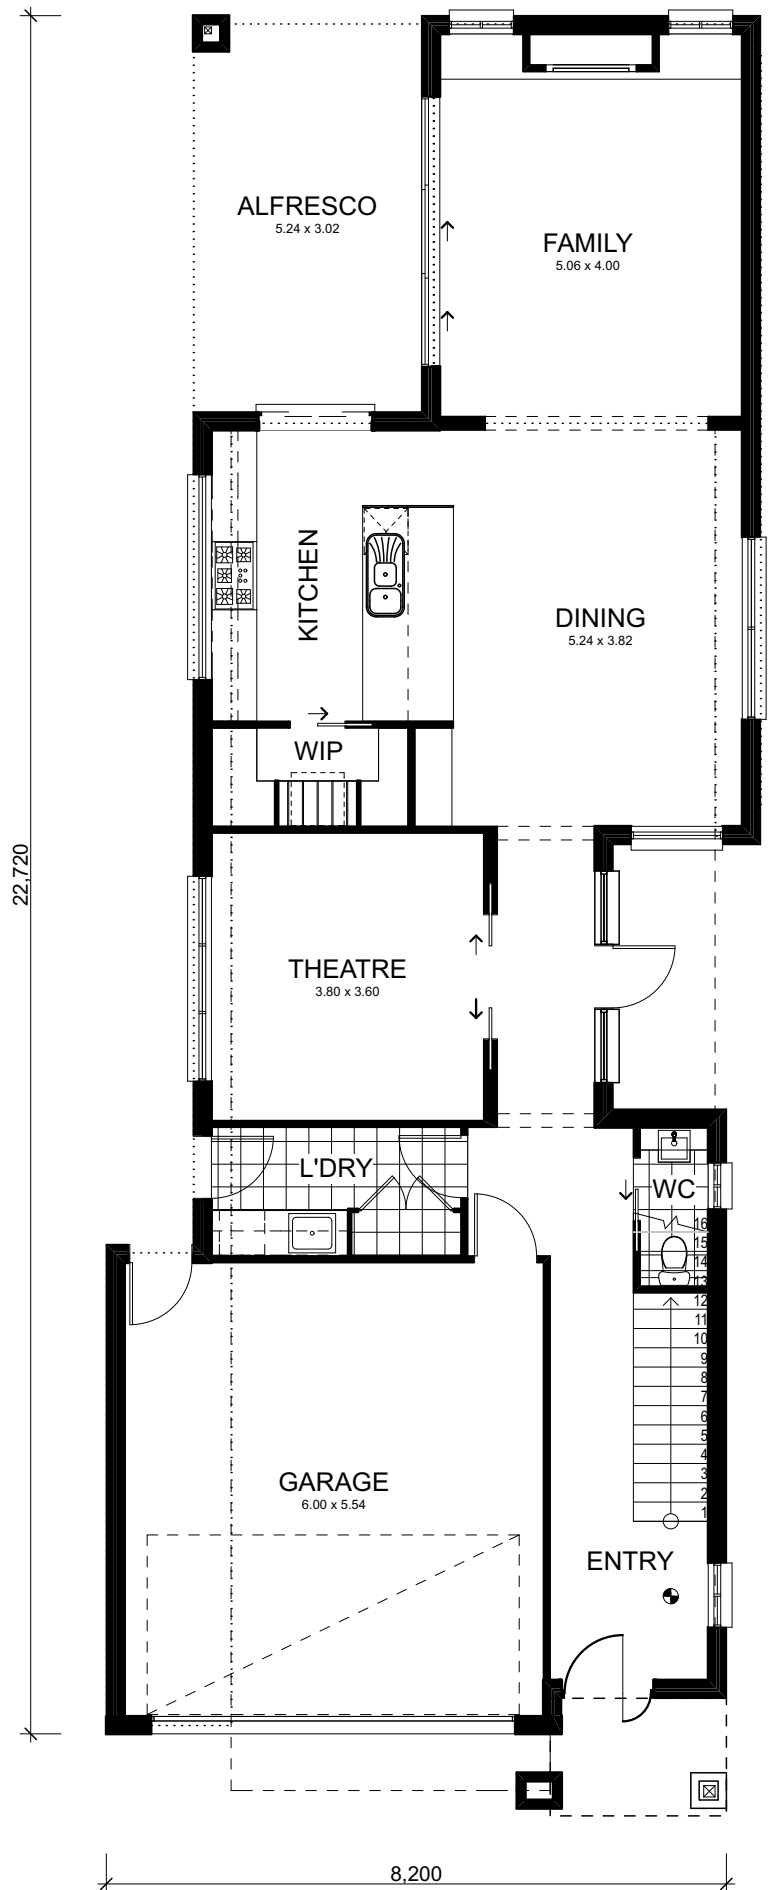 ALFRESCO
5.24 x 3.02
FAMILY
5.06 x 4.00
KITCHEN
DINING
5.24 x 3.82
WIP
22,720
THEATRE
3.80 x 3.60
L'DRY
WC
16
15
14
13
12
11
10
9
8
7
6
5
4
3
2
1
GARAGE
6.00 x 5.54
ENTRY
8,200